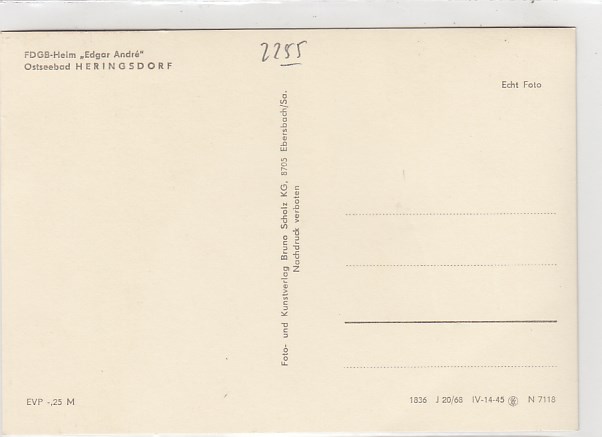 FDGB-Heim „Edgar André"
Ostseebad HERINGSDORF
2255
Echt Foto
Foto- und Kunstverlag Bruno Scholz KG, 8705 Ebersbach/Sa.
Nachdruck verboten
EVP -,25 M
1836 J 20/68 IV-14-45 N 7118